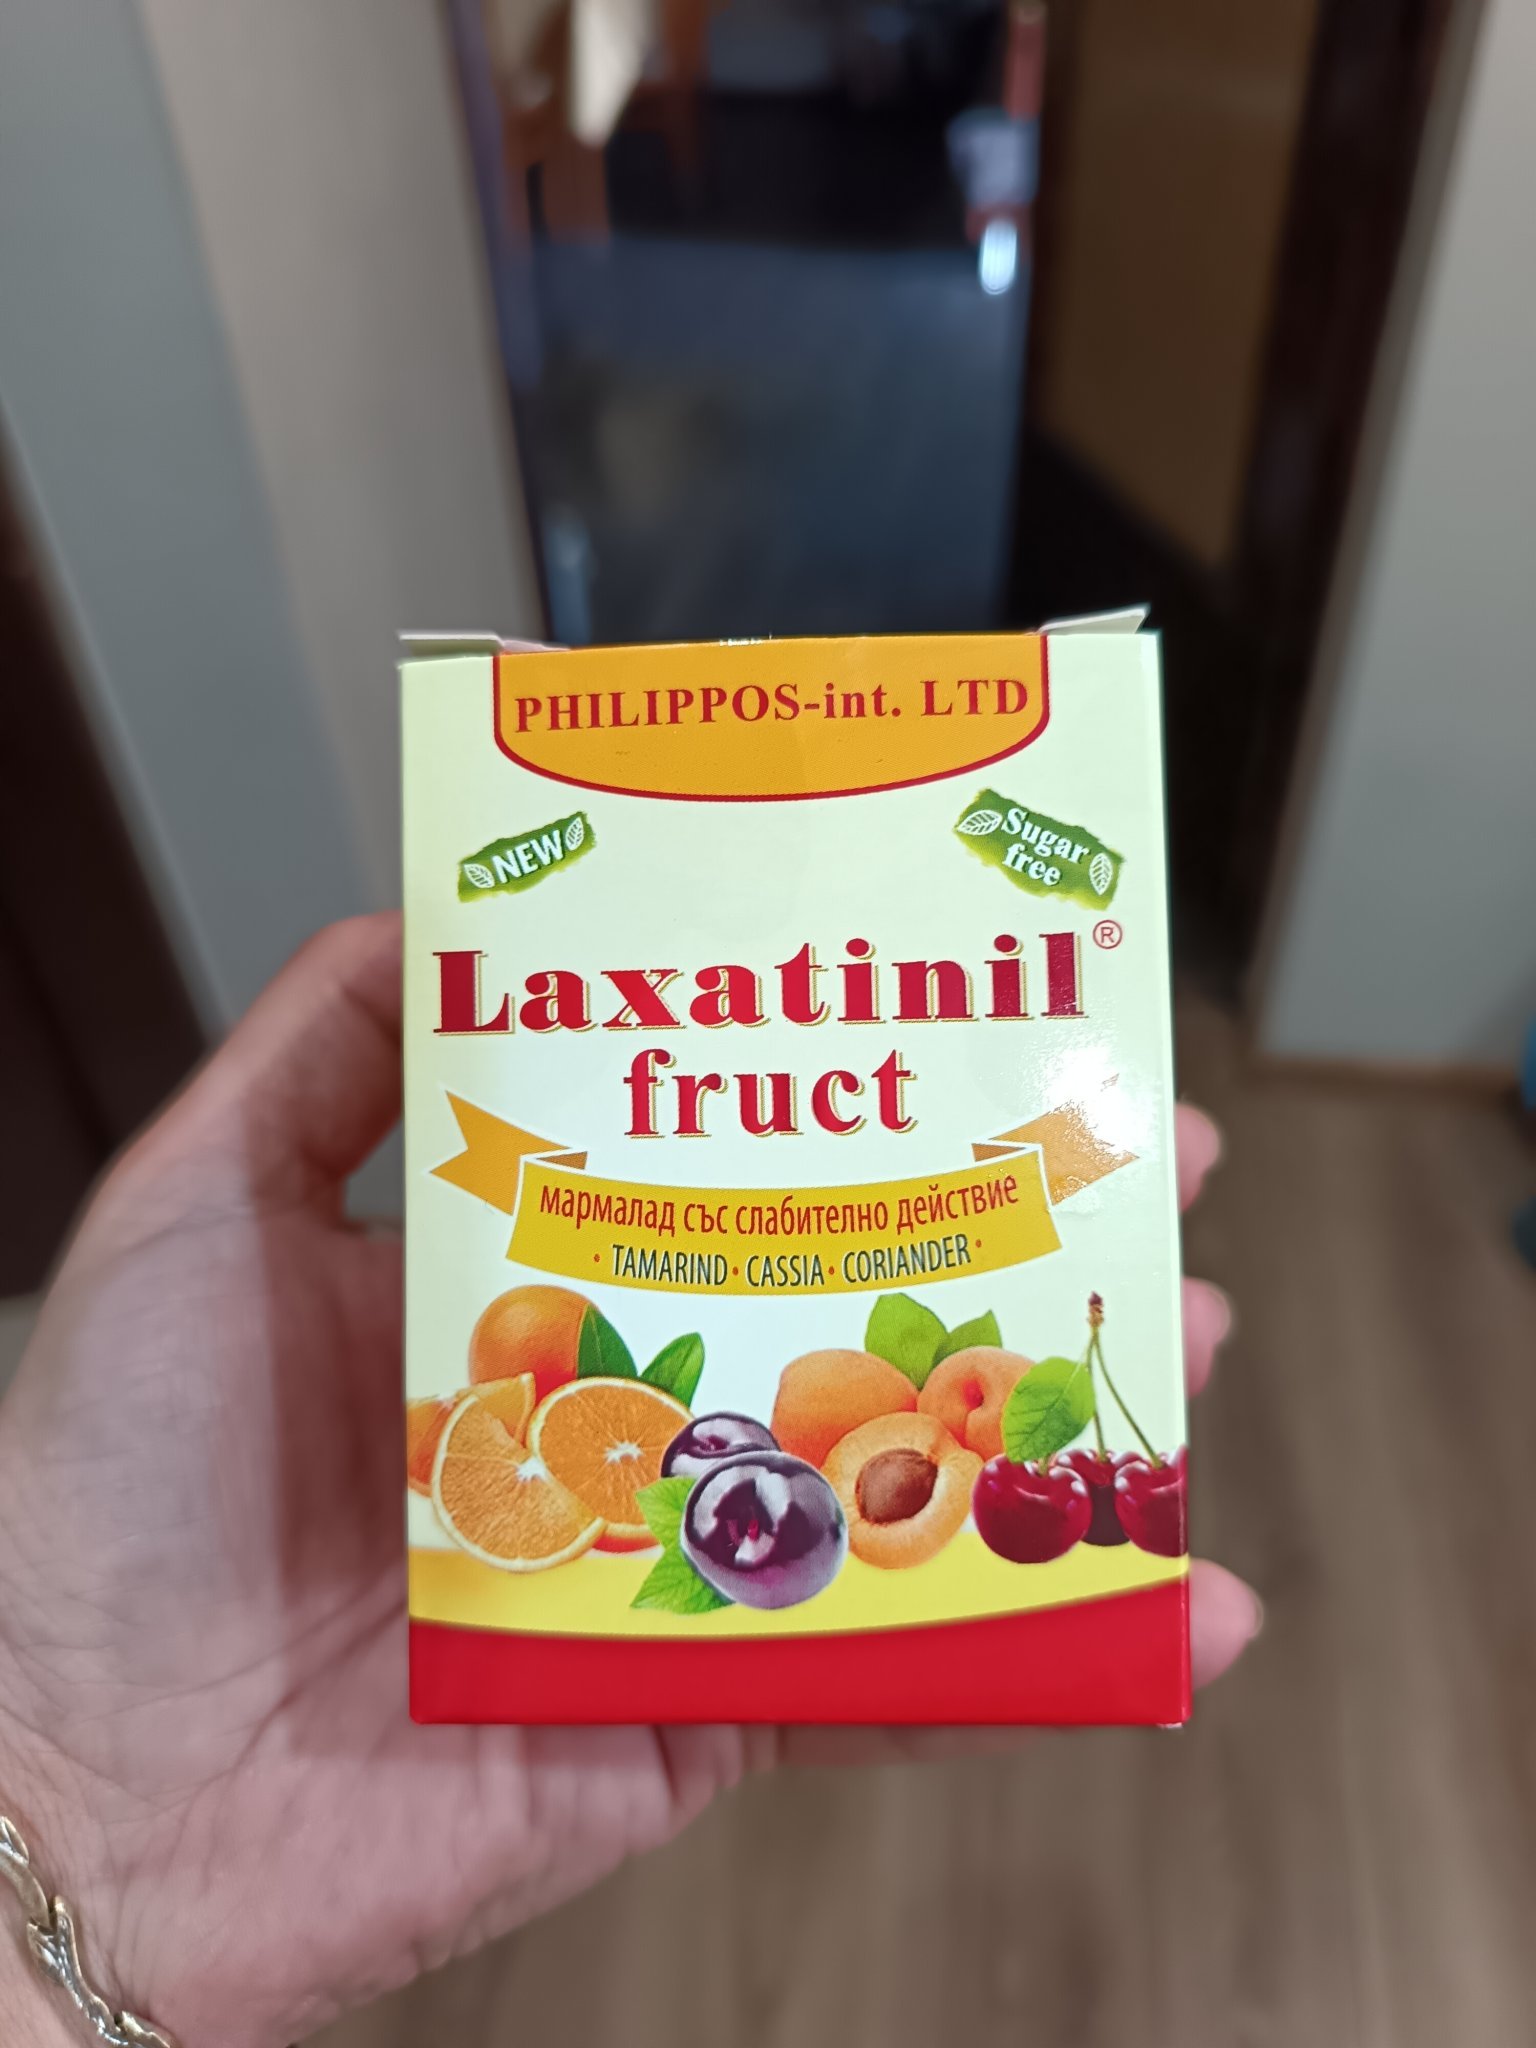 PHILIPPOS-int. LTD
NEW
Sugar
free
Laxatinil®
fruct
мармалад със слабително действие
• TAMARIND • CASSIA • CORIANDER •